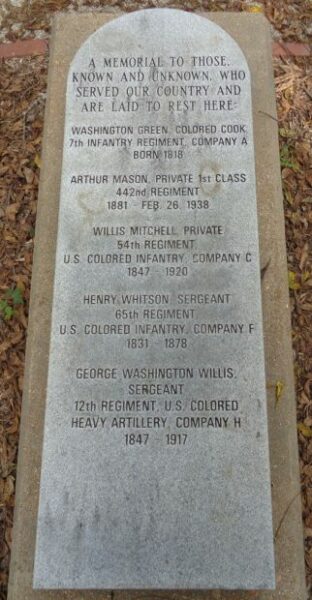 A MEMORIAL TO THOSE,
KNOWN AND UNKNOWN, WHO
SERVED OUR COUNTRY AND
ARE LAID TO REST HERE:
WASHINGTON GREEN, COLORED COOK
7th INFANTRY REGIMENT, COMPANY A
BORN 1818
ARTHUR MASON, PRIVATE 1st CLASS
442nd REGIMENT
1881 - FEB. 26, 1938
WILLIS MITCHELL, PRIVATE
54th REGIMENT
U.S. COLORED INFANTRY, COMPANY C
1847 - 1920
HENRY WHITSON, SERGEANT
65th REGIMENT
U.S. COLORED INFANTRY, COMPANY F
1831 - 1878
GEORGE WASHINGTON WILLIS,
SERGEANT
12th REGIMENT, U.S. COLORED
HEAVY ARTILLERY, COMPANY H
1847 - 1917